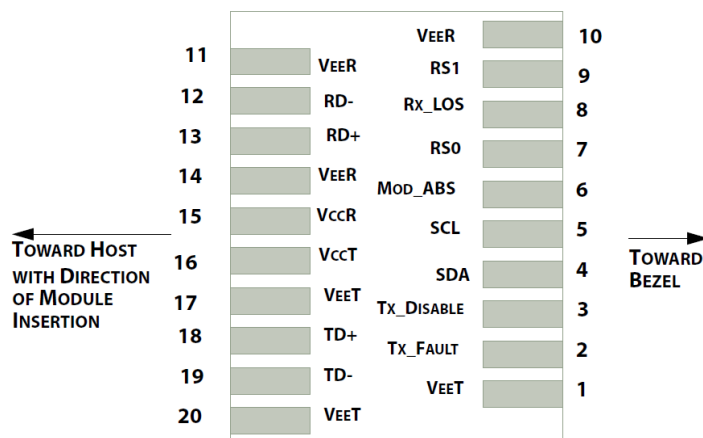 VEER 10
11 VEER
RS1 9
12 RD-
RX_LOS 8
13 RD+
RS0 7
14 VEER
MOD_ABS 6
15 VCCR
SCL 5
TOWARD HOST
WITH DIRECTION
OF MODULE
INSERTION
TOWARD
BEZEL
16 VCCT
SDA 4
17 VEET
TX_DISABLE 3
18 TD+
TX_FAULT 2
19 TD-
VEET 1
20 VEET